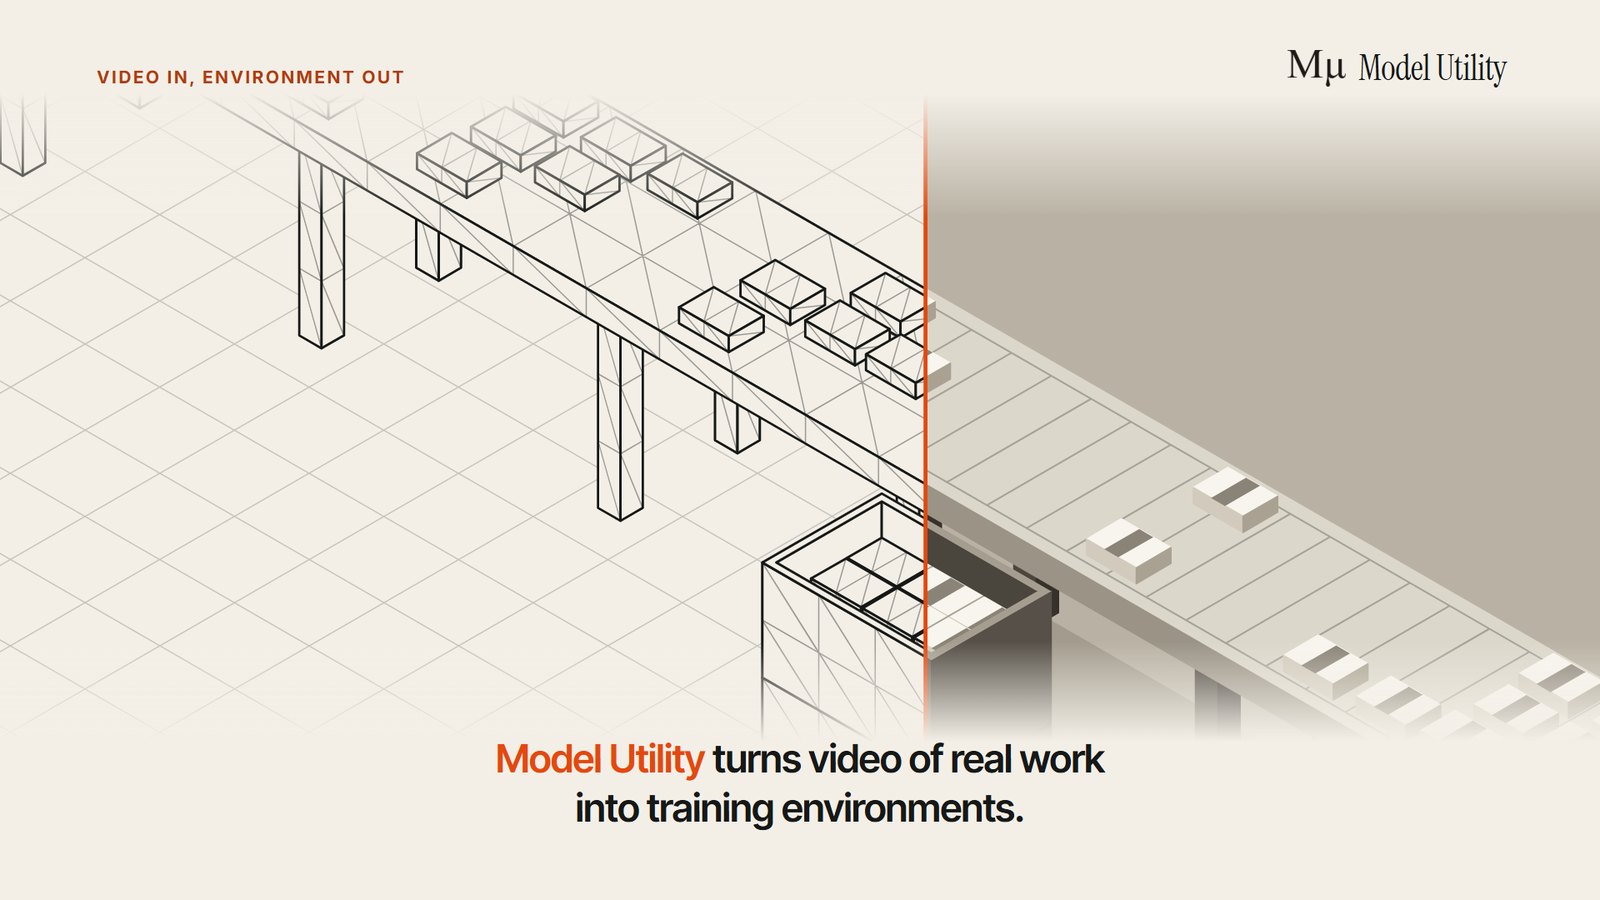 VIDEO IN, ENVIRONMENT OUT
Mμ Model Utility
Model Utility turns video of real work
into training environments.